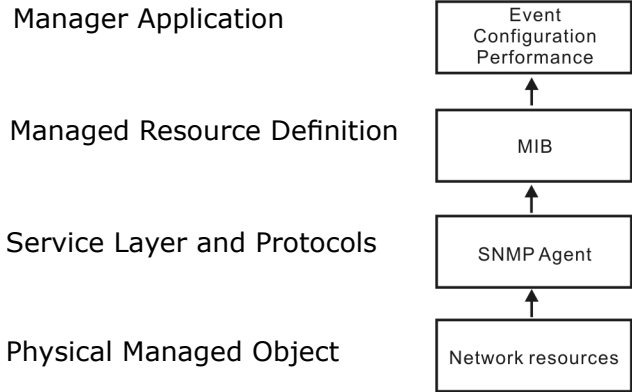 Manager Application
Event
Configuration
Performance
Managed Resource Definition
MIB
Service Layer and Protocols
SNMP Agent
Physical Managed Object
Network resources